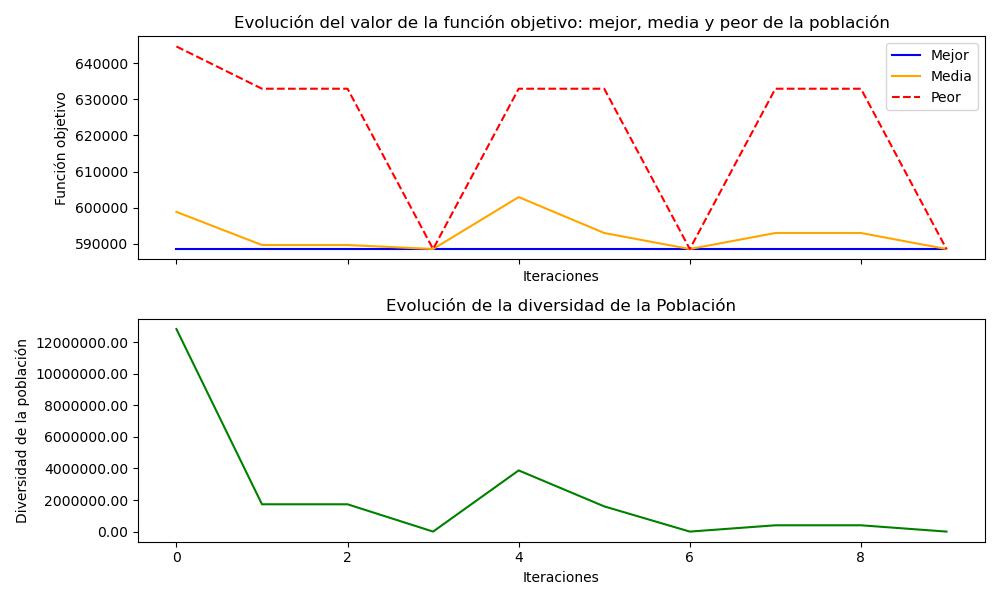 Evolución del valor de la función objetivo: mejor, media y peor de la población
Función objetivo
640000
630000
620000
610000
600000
590000
Mejor
Media
Peor
Iteraciones
Evolución de la diversidad de la Población
Diversidad de la población
12000000.00
10000000.00
8000000.00
6000000.00
4000000.00
2000000.00
0.00
0 2 4 6 8
Iteraciones